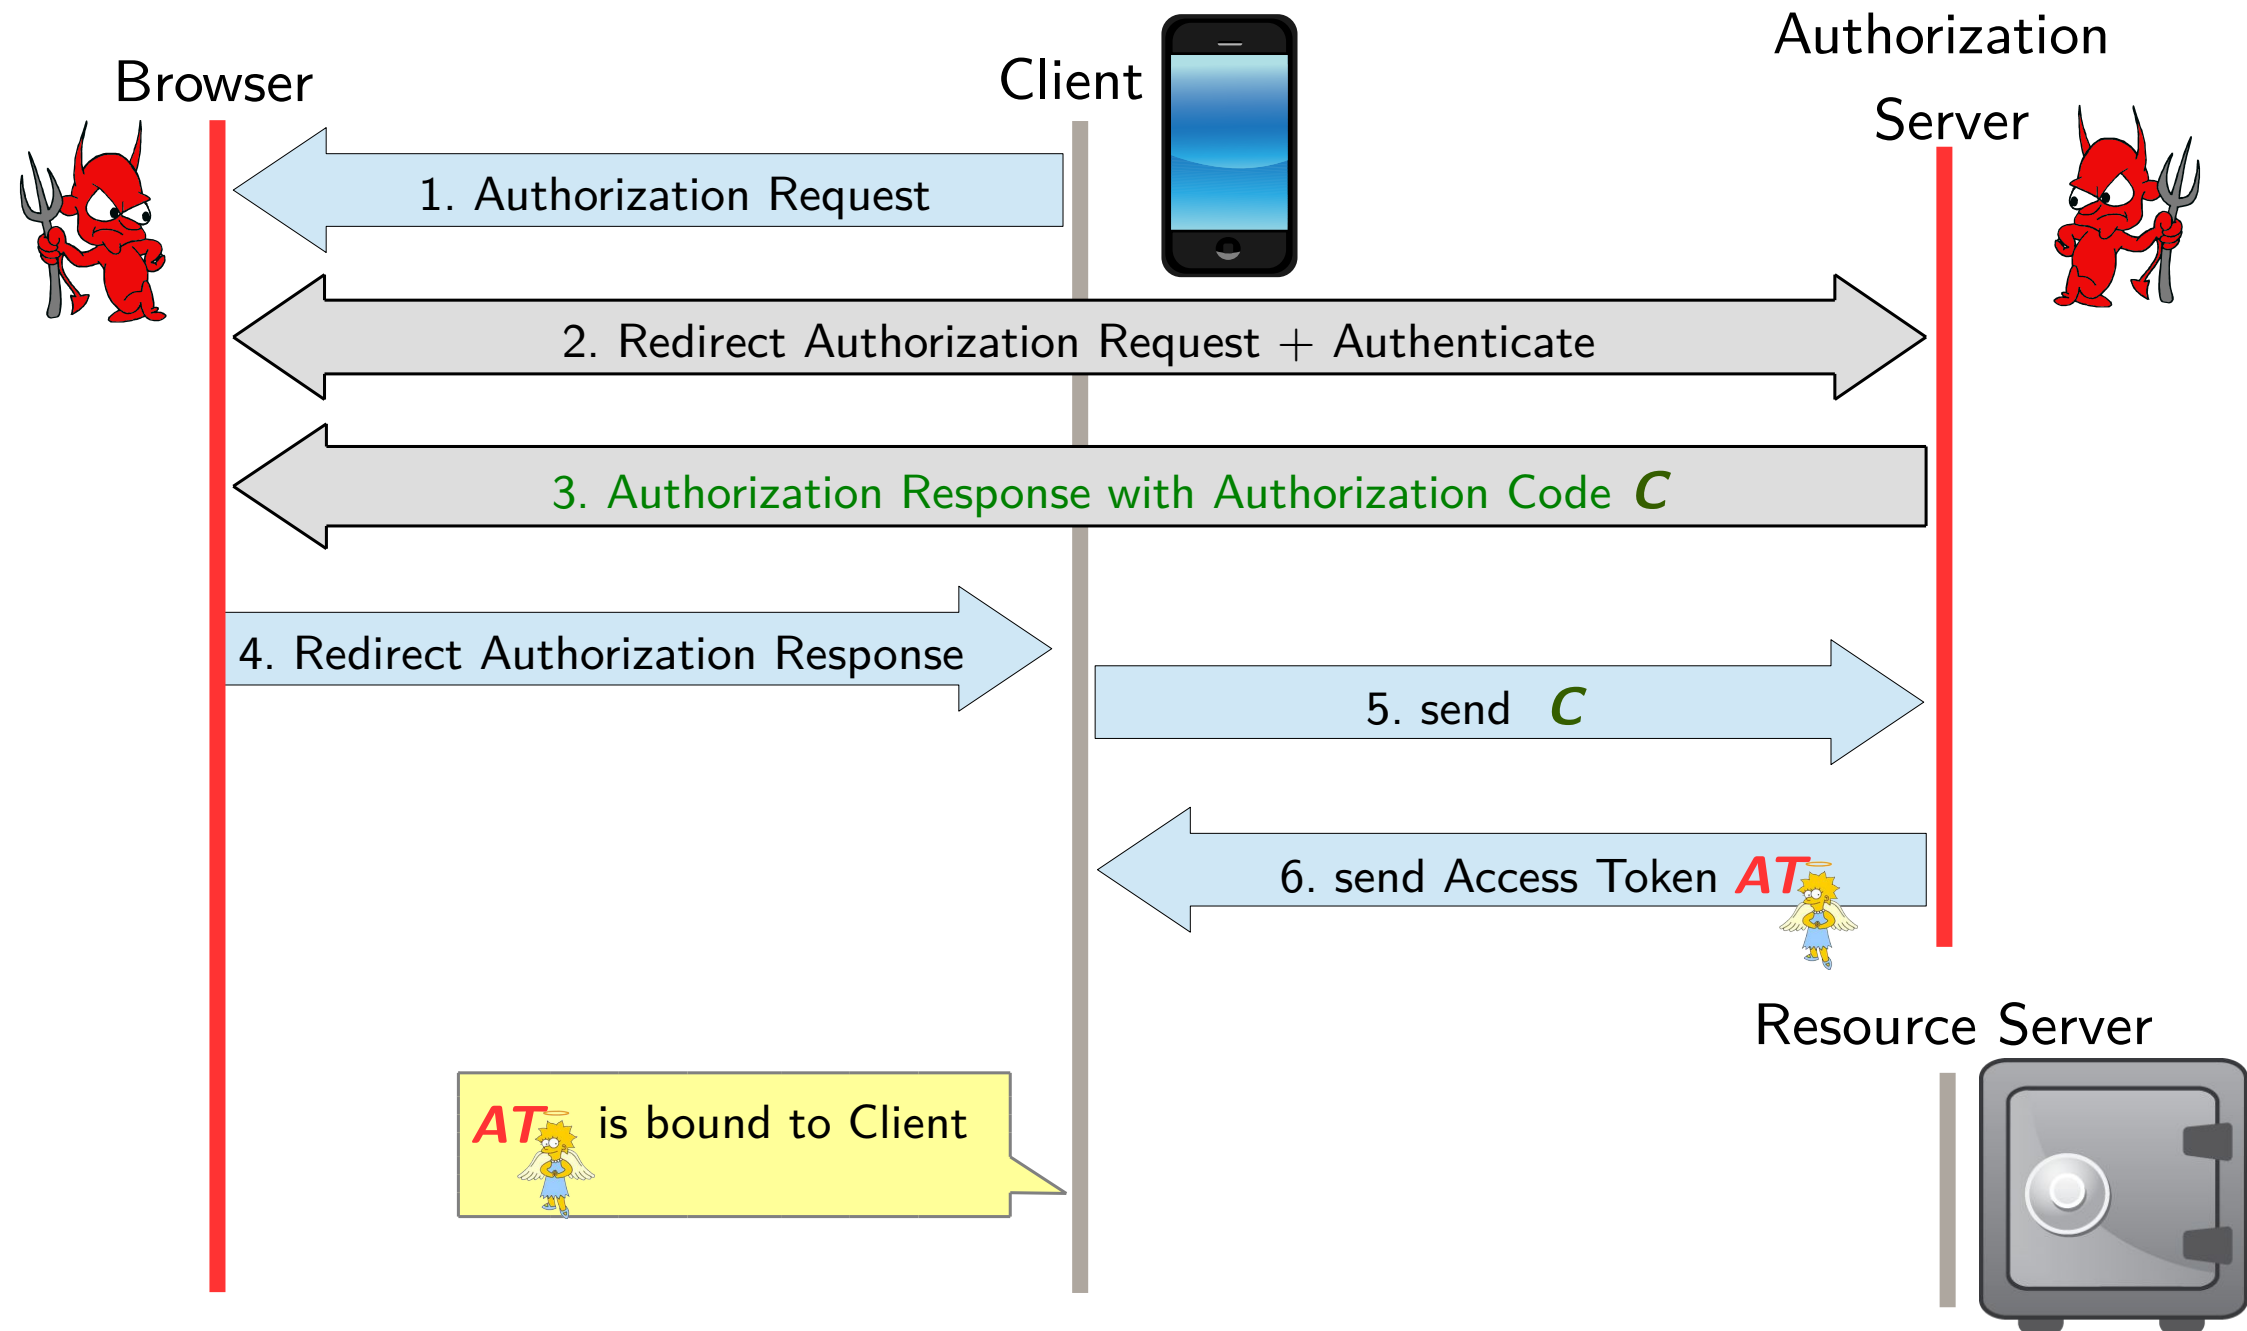 Browser
Client
Authorization
Server
1. Authorization Request
2. Redirect Authorization Request + Authenticate
3. Authorization Response with Authorization Code C
4. Redirect Authorization Response
5. send C
6. send Access Token AT
Resource Server
AT is bound to Client